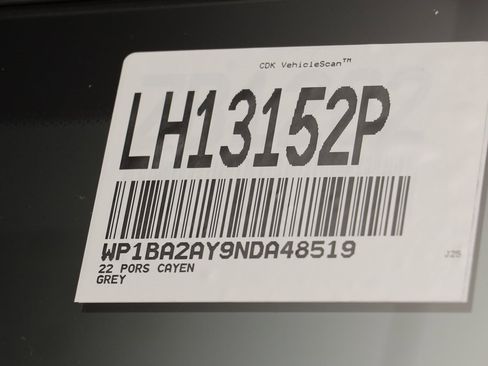 CDK VehicleScan™
LH13152P
WP1BA2AY9NDA48519
J25
22 PORS CAYEN
GREY